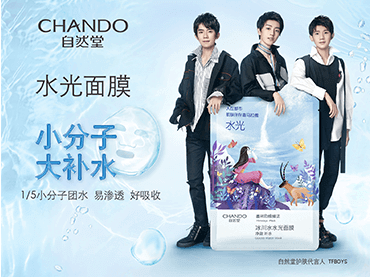 CHANDO
自然堂
水光面膜
小分子
大补水
1/5小分子团水 易渗透 好吸收
水光
CHANDO
自然堂
冰川水水光面膜
自然堂护肤代言人 TFBOYS